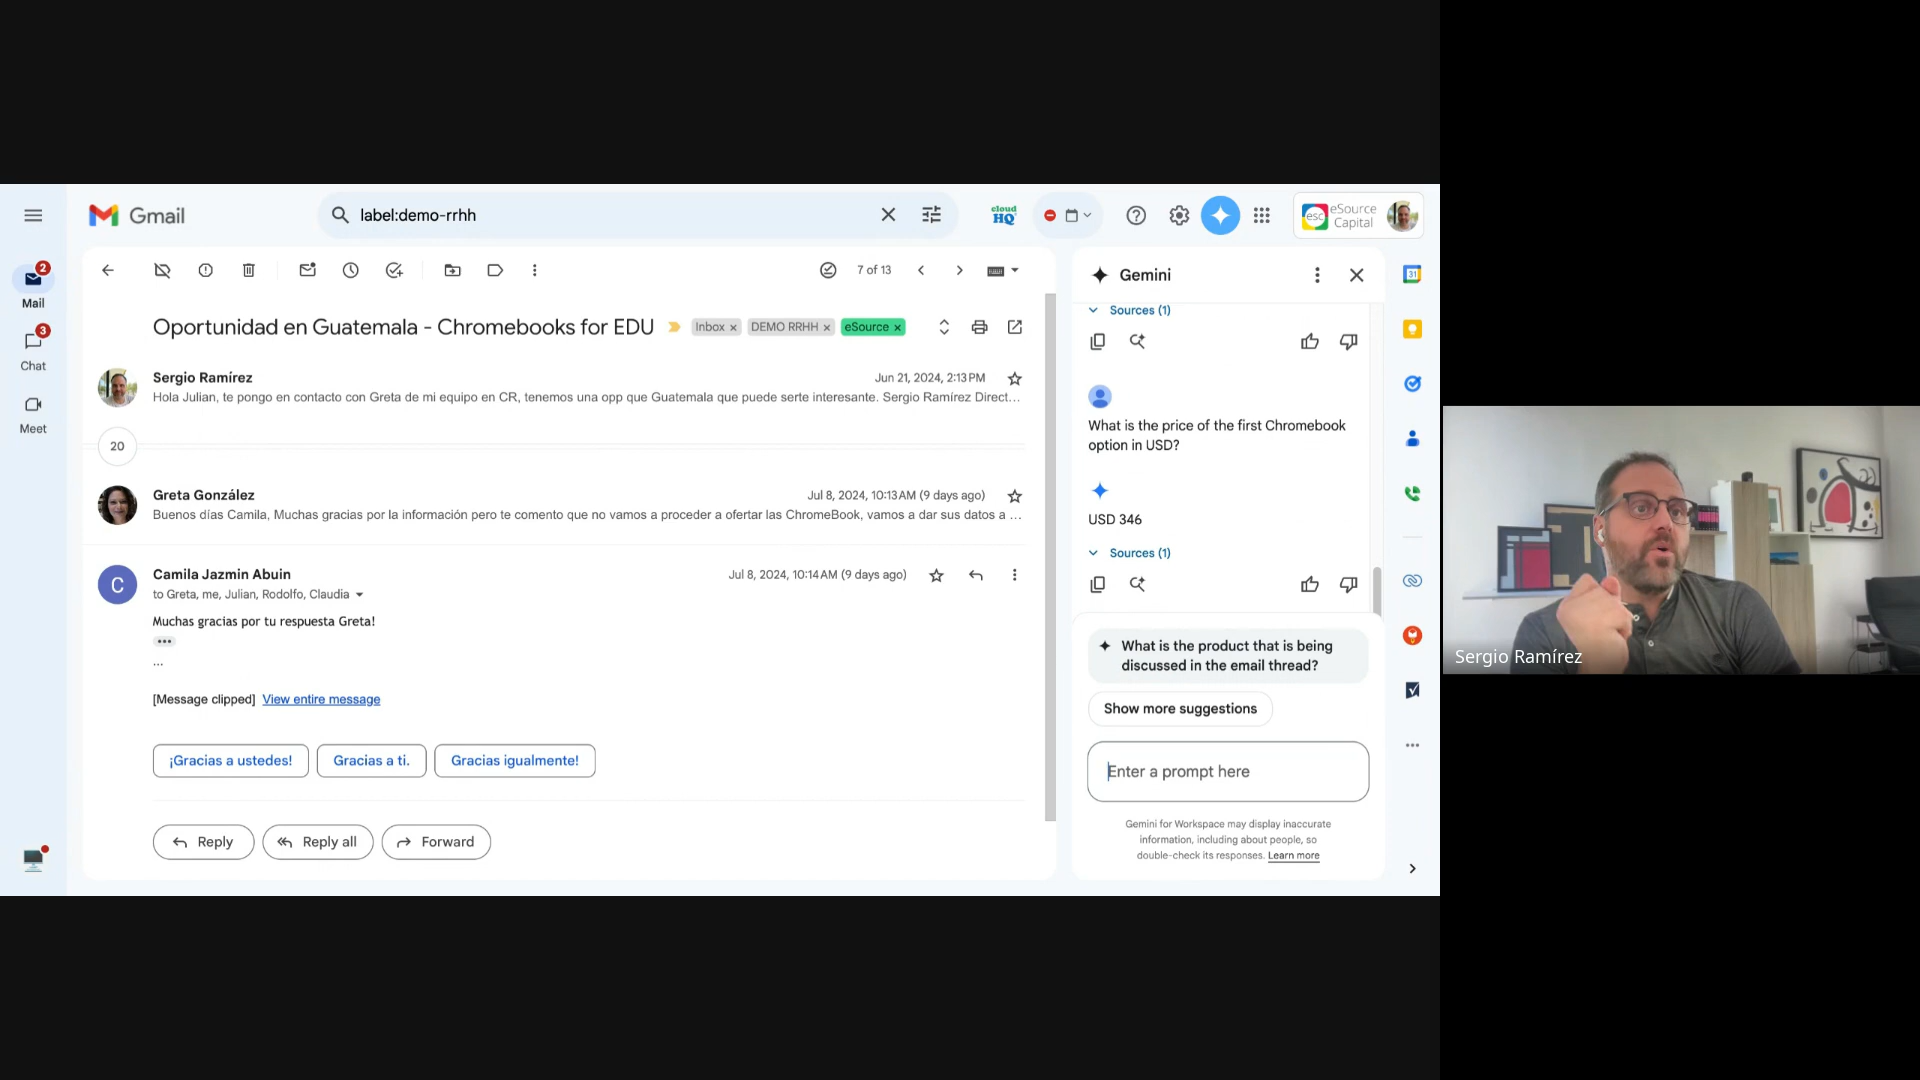 Gmail
label:demo-rrhh
cloud
HQ
esc
eSource
Capital
2
Mail
3
Chat
Meet
7 of 13
Oportunidad en Guatemala - Chromebooks for EDU
Inbox ×
DEMO RRHH ×
eSource ×
Sergio Ramírez
Jun 21, 2024, 2:13 PM
Hola Julian, te pongo en contacto con Greta de mi equipo en CR, tenemos una opp que Guatemala que puede serte interesante. Sergio Ramírez Direct…
20
Greta González
Jul 8, 2024, 10:13 AM (9 days ago)
Buenos días Camila, Muchas gracias por la información pero te comento que no vamos a proceder a ofertar las ChromeBook, vamos a dar sus datos a …
C
Camila Jazmin Abuin
Jul 8, 2024, 10:14 AM (9 days ago)
to Greta, me, Julian, Rodolfo, Claudia
Muchas gracias por tu respuesta Greta!
...
[Message clipped] View entire message
¡Gracias a ustedes!
Gracias a ti.
Gracias igualmente!
Reply
Reply all
Forward
Gemini
Sources (1)
What is the price of the first Chromebook
option in USD?
USD 346
Sources (1)
What is the product that is being
discussed in the email thread?
Show more suggestions
Enter a prompt here
Gemini for Workspace may display inaccurate
information, including about people, so
double-check its responses. Learn more
31
Sergio Ramírez